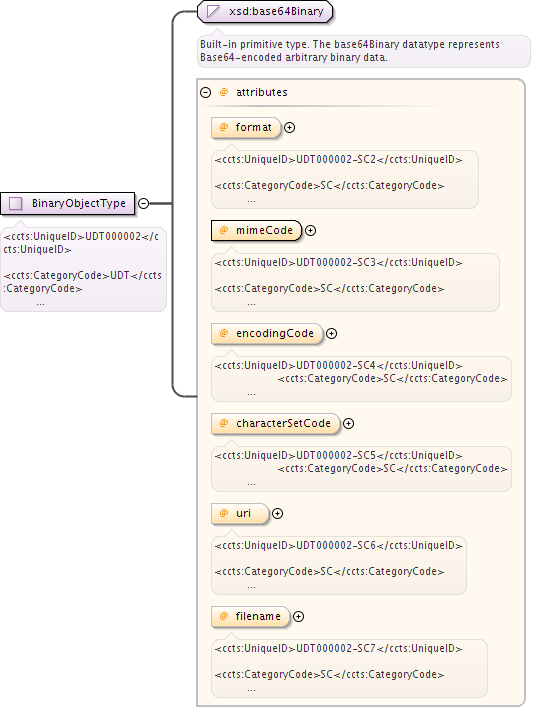 xsd:base64Binary
Built-in primitive type. The base64Binary datatype represents
Base64-encoded arbitrary binary data.
@ attributes
@ format
<ccts:UniqueID>UDT000002-SC2</ccts:UniqueID>
<ccts:CategoryCode>SC</ccts:CategoryCode>
...
BinaryObjectType
<ccts:UniqueID>UDT000002</c
cts:UniqueID>
<ccts:CategoryCode>UDT</ccts
:CategoryCode>
...
@ mimeCode
<ccts:UniqueID>UDT000002-SC3</ccts:UniqueID>
<ccts:CategoryCode>SC</ccts:CategoryCode>
...
@ encodingCode
<ccts:UniqueID>UDT000002-SC4</ccts:UniqueID>
<ccts:CategoryCode>SC</ccts:CategoryCode>
...
@ characterSetCode
<ccts:UniqueID>UDT000002-SC5</ccts:UniqueID>
<ccts:CategoryCode>SC</ccts:CategoryCode>
...
@ uri
<ccts:UniqueID>UDT000002-SC6</ccts:UniqueID>
<ccts:CategoryCode>SC</ccts:CategoryCode>
...
@ filename
<ccts:UniqueID>UDT000002-SC7</ccts:UniqueID>
<ccts:CategoryCode>SC</ccts:CategoryCode>
...